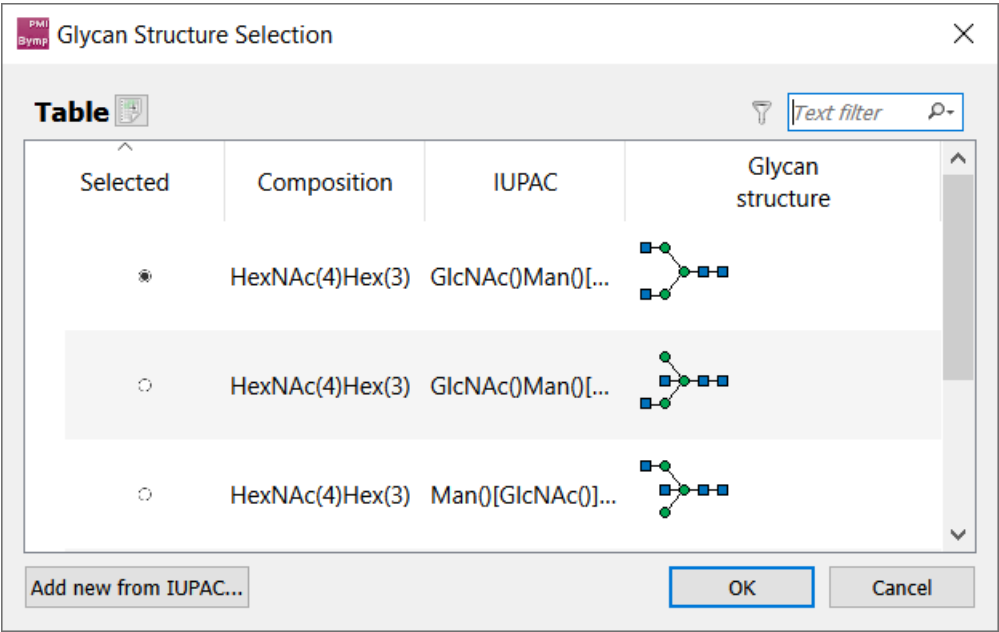 PMI
Bymp
Glycan Structure Selection
Table
Text filter
Selected
Composition
IUPAC
Glycan
structure
HexNAc(4)Hex(3) GlcNAc()Man()[...
HexNAc(4)Hex(3) GlcNAc()Man()[...
HexNAc(4)Hex(3) Man()[GlcNAc()]...
Add new from IUPAC...
OK
Cancel